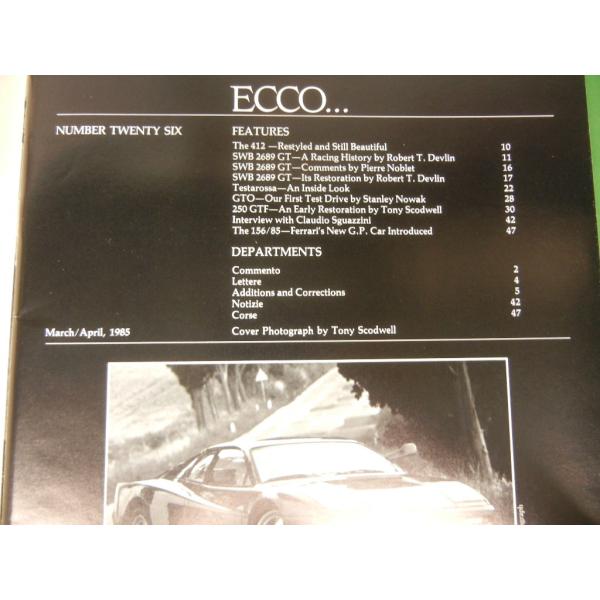 ECCO...
NUMBER TWENTY SIX
FEATURES
The 412—Restyled and Still Beautiful 10
SWB 2689 GT—A Racing History by Robert T. Devlin 11
SWB 2689 GT—Comments by Pierre Noblet 16
SWB 2689 GT—Its Restoration by Robert T. Devlin 17
Testarossa—An Inside Look 22
GTO—Our First Test Drive by Stanley Nowak 28
250 GTF—An Early Restoration by Tony Scodwell 30
Interview with Claudio Sguazzini 42
The 156/85—Ferrari's New G.P. Car Introduced 47
DEPARTMENTS
Commento 2
Lettere 4
Additions and Corrections 5
Notizie 42
Corse 47
March/April, 1985 Cover Photograph by Tony Scodwell